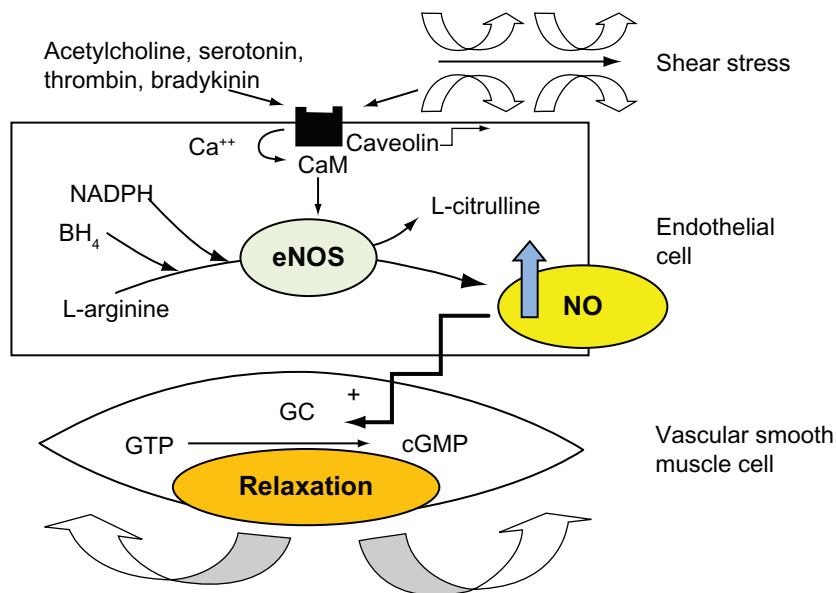 Acetylcholine, serotonin,
thrombin, bradykinin
Shear stress
Ca++
Caveolin
CaM
NADPH
L-citrulline
BH4
eNOS
Endothelial
cell
L-arginine
NO
+
GC
GTP
cGMP
Vascular smooth
muscle cell
Relaxation